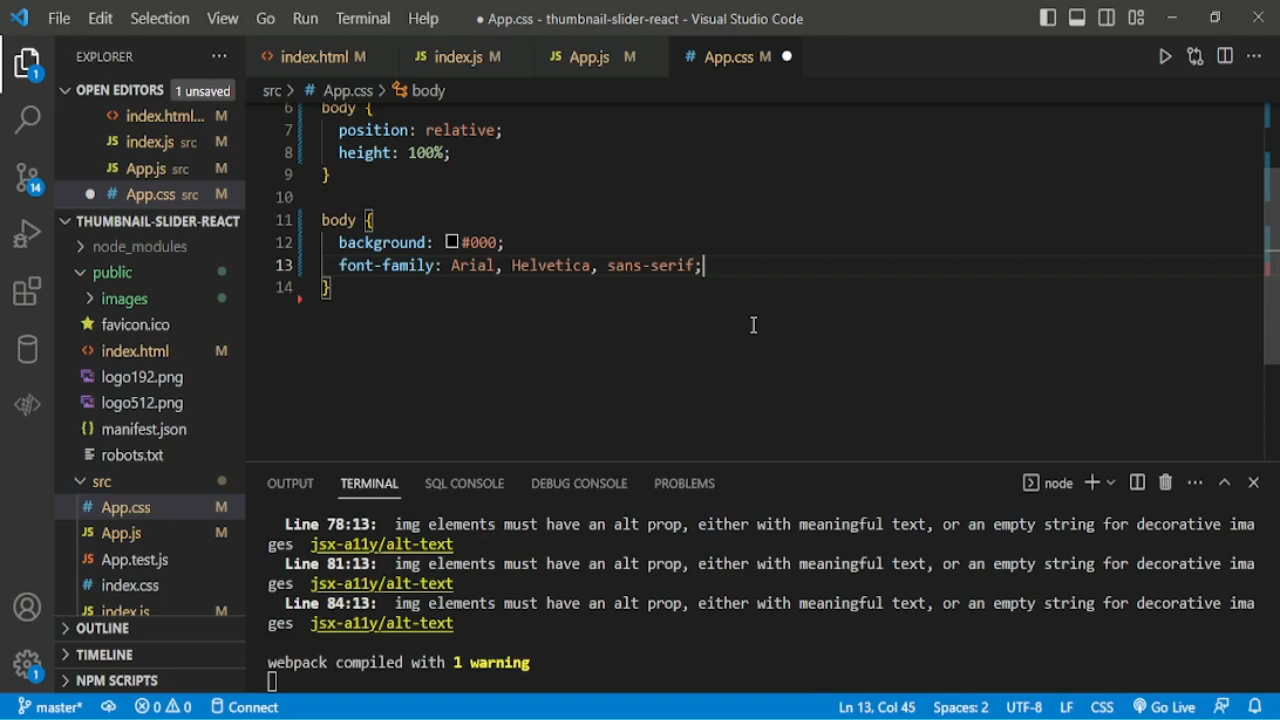 File Edit Selection View Go Run Terminal Help ● App.css - thumbnail-slider-react - Visual Studio Code
EXPLORER ...
index.html M
JS index.js M
JS App.js M
# App.css M ●
OPEN EDITORS 1 unsaved
index.html... M
JS index.js src M
JS App.js src M
● # App.css src M
THUMBNAIL-SLIDER-REACT
node_modules
public
images
favicon.ico
index.html M
logo192.png
logo512.png
manifest.json
robots.txt
src
# App.css M
JS App.js M
JS App.test.js
# index.css
JS index.js M
OUTLINE
TIMELINE
NPM SCRIPTS
1
14
1
src > # App.css > body
6 body {
7 position: relative;
8 height: 100%;
9 }
10
11 body {
12 background: #000;
13 font-family: Arial, Helvetica, sans-serif;
14 }
OUTPUT TERMINAL SQL CONSOLE DEBUG CONSOLE PROBLEMS
node
Line 78:13: img elements must have an alt prop, either with meaningful text, or an empty string for decorative ima
ges jsx-a11y/alt-text
Line 81:13: img elements must have an alt prop, either with meaningful text, or an empty string for decorative ima
ges jsx-a11y/alt-text
Line 84:13: img elements must have an alt prop, either with meaningful text, or an empty string for decorative ima
ges jsx-a11y/alt-text
webpack compiled with 1 warning
master* 0 0 Connect Ln 13, Col 45 Spaces: 2 UTF-8 LF CSS Go Live